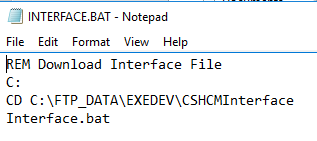 INTERFACE.BAT - Notepad
File Edit Format View Help
REM Download Interface File
C:
CD C:\FTP_DATA\EXEDEV\CSHCMInterface
Interface.bat